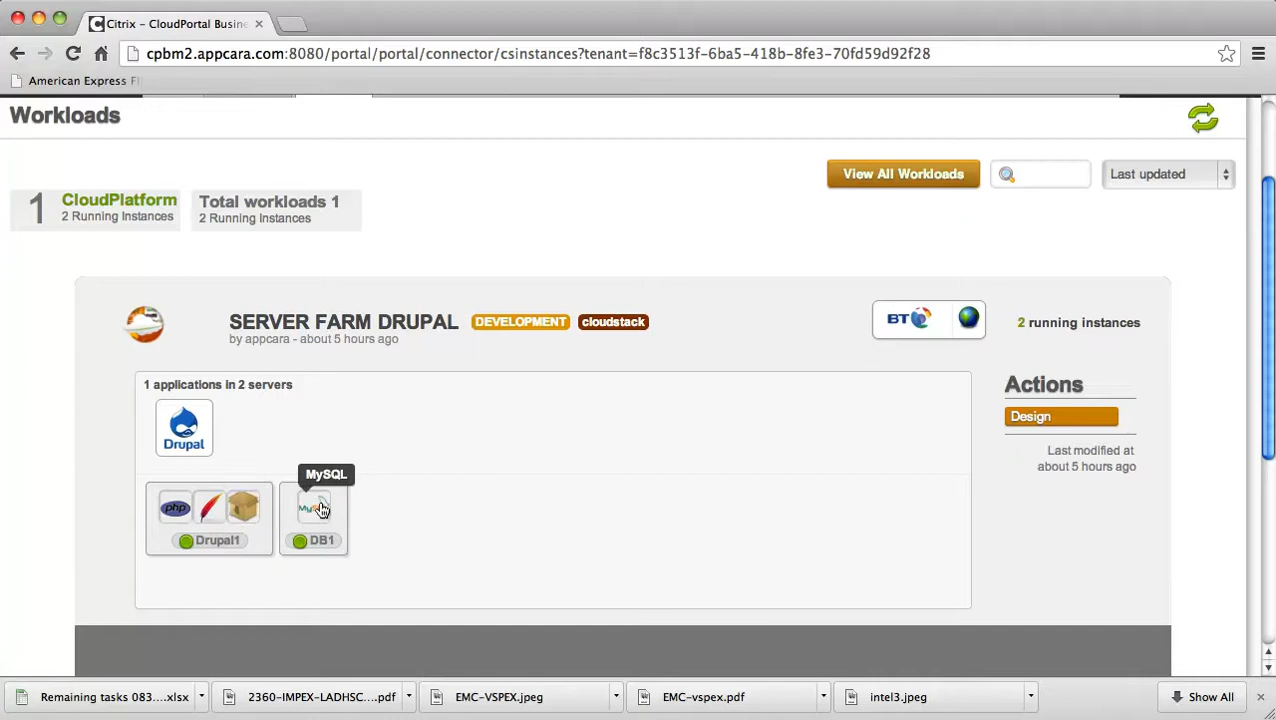 Citrix – CloudPortal Busine
cpbm2.appcara.com:8080/portal/portal/connector/csinstances?tenant=f8c3513f-6ba5-418b-8fe3-70fd59d92f28
American Express F
Workloads
View All Workloads
Last updated
1
CloudPlatform
2 Running Instances
Total workloads 1
2 Running Instances
SERVER FARM DRUPAL
DEVELOPMENT
cloudstack
by appcara - about 5 hours ago
BT
2 running instances
1 applications in 2 servers
Drupal
Actions
Design
Last modified at
about 5 hours ago
MySQL
php
Drupal1
DB1
Remaining tasks 083....xlsx
2360-IMPEX-LADHSC....pdf
EMC-VSPEX.jpeg
EMC-vspex.pdf
intel3.jpeg
Show All